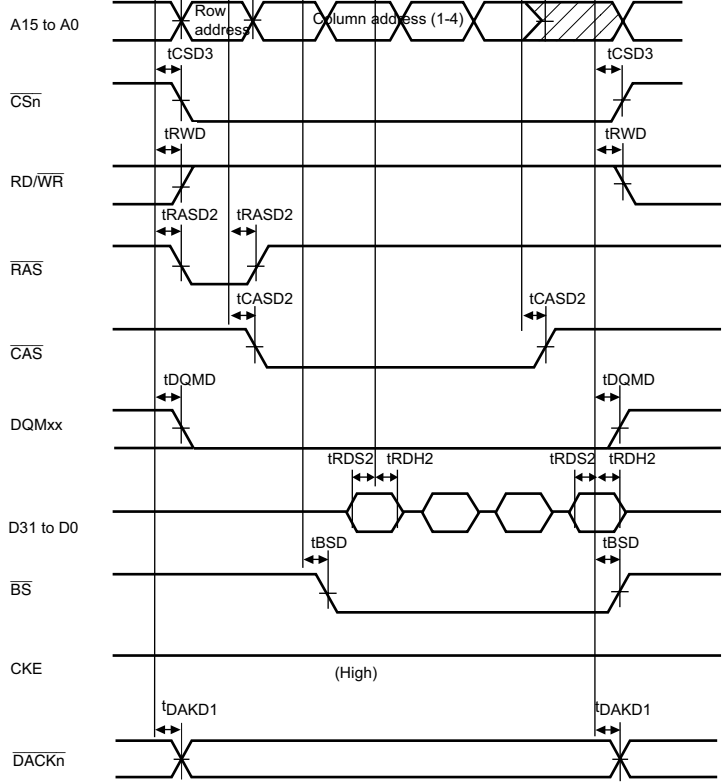 A15 to A0
Row address
Column address (1-4)
tCSD3 tCSD3
CSn
tRWD tRWD
RD/WR
tRASD2 tRASD2
RAS
tCASD2 tCASD2
CAS
tDQMD tDQMD
DQMxx
tRDS2 tRDH2 tRDS2 tRDH2
D31 to D0
tBSD tBSD
BS
CKE
(High)
tDAKD1 tDAKD1
DACKn